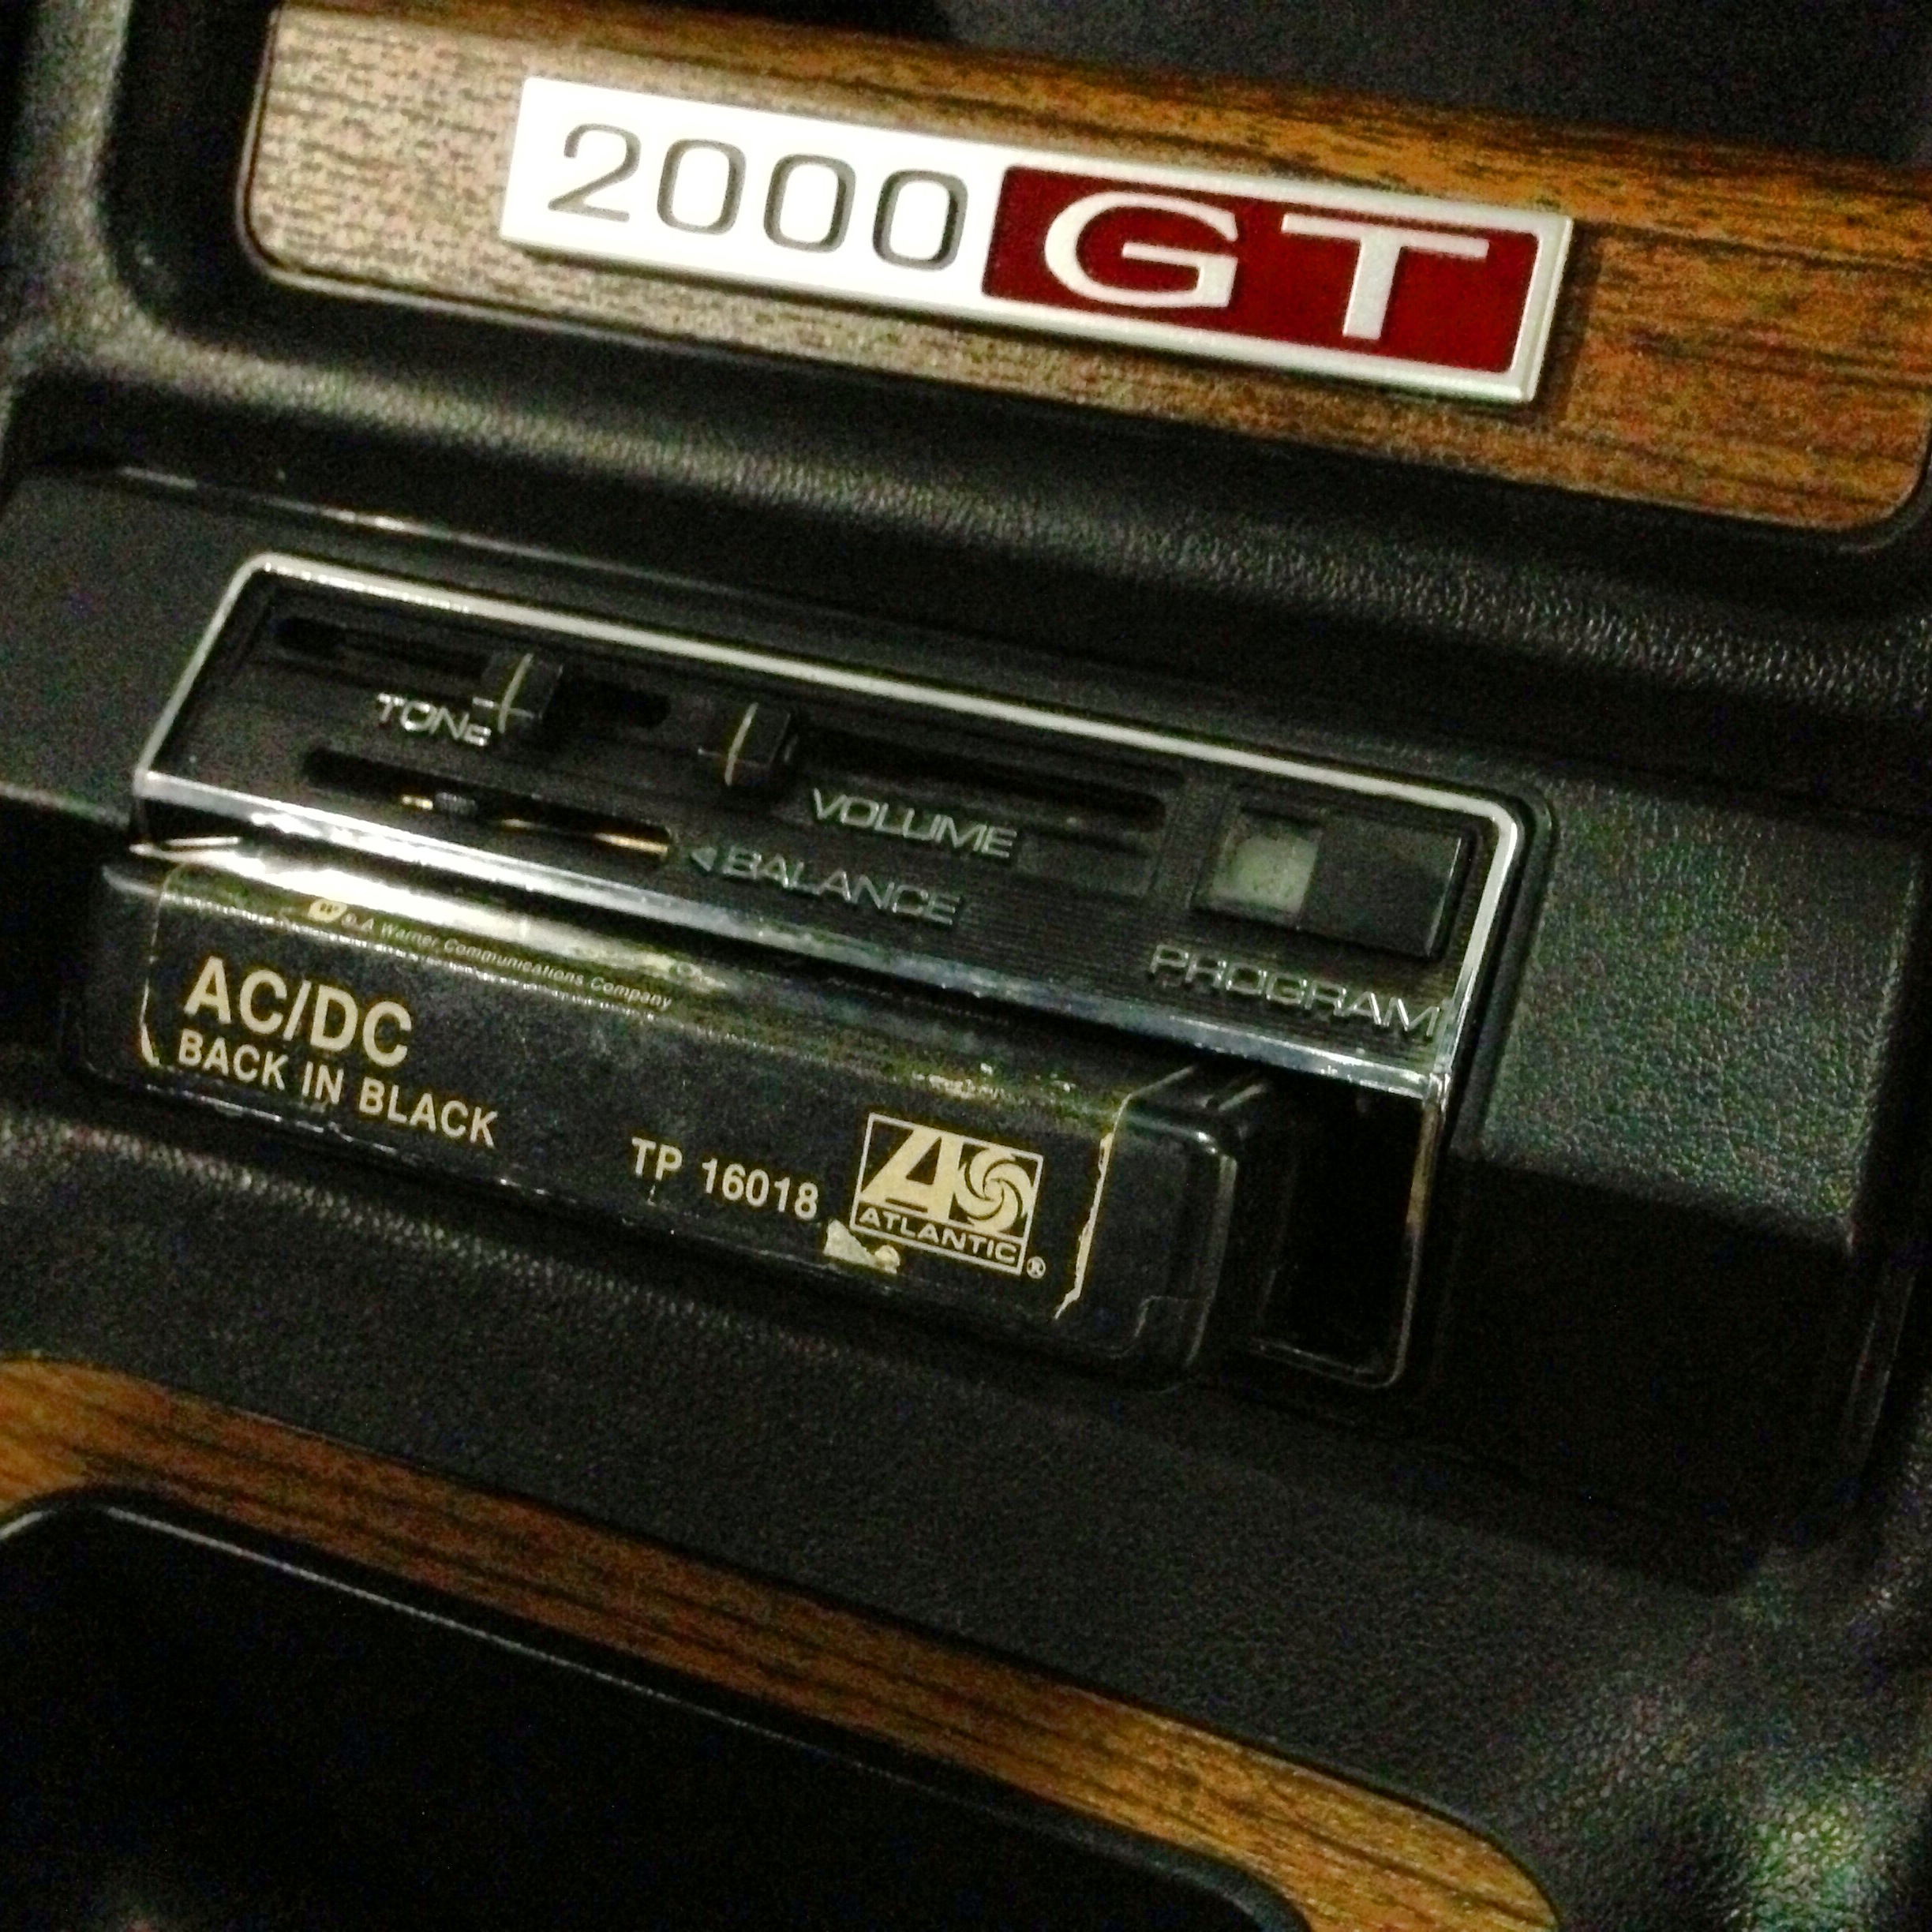 2000 GT
TONE
VOLUME
◄BALANCE
PROGRAM
A Warner Communications Company
AC/DC
BACK IN BLACK
TP 16018
ATLANTIC®